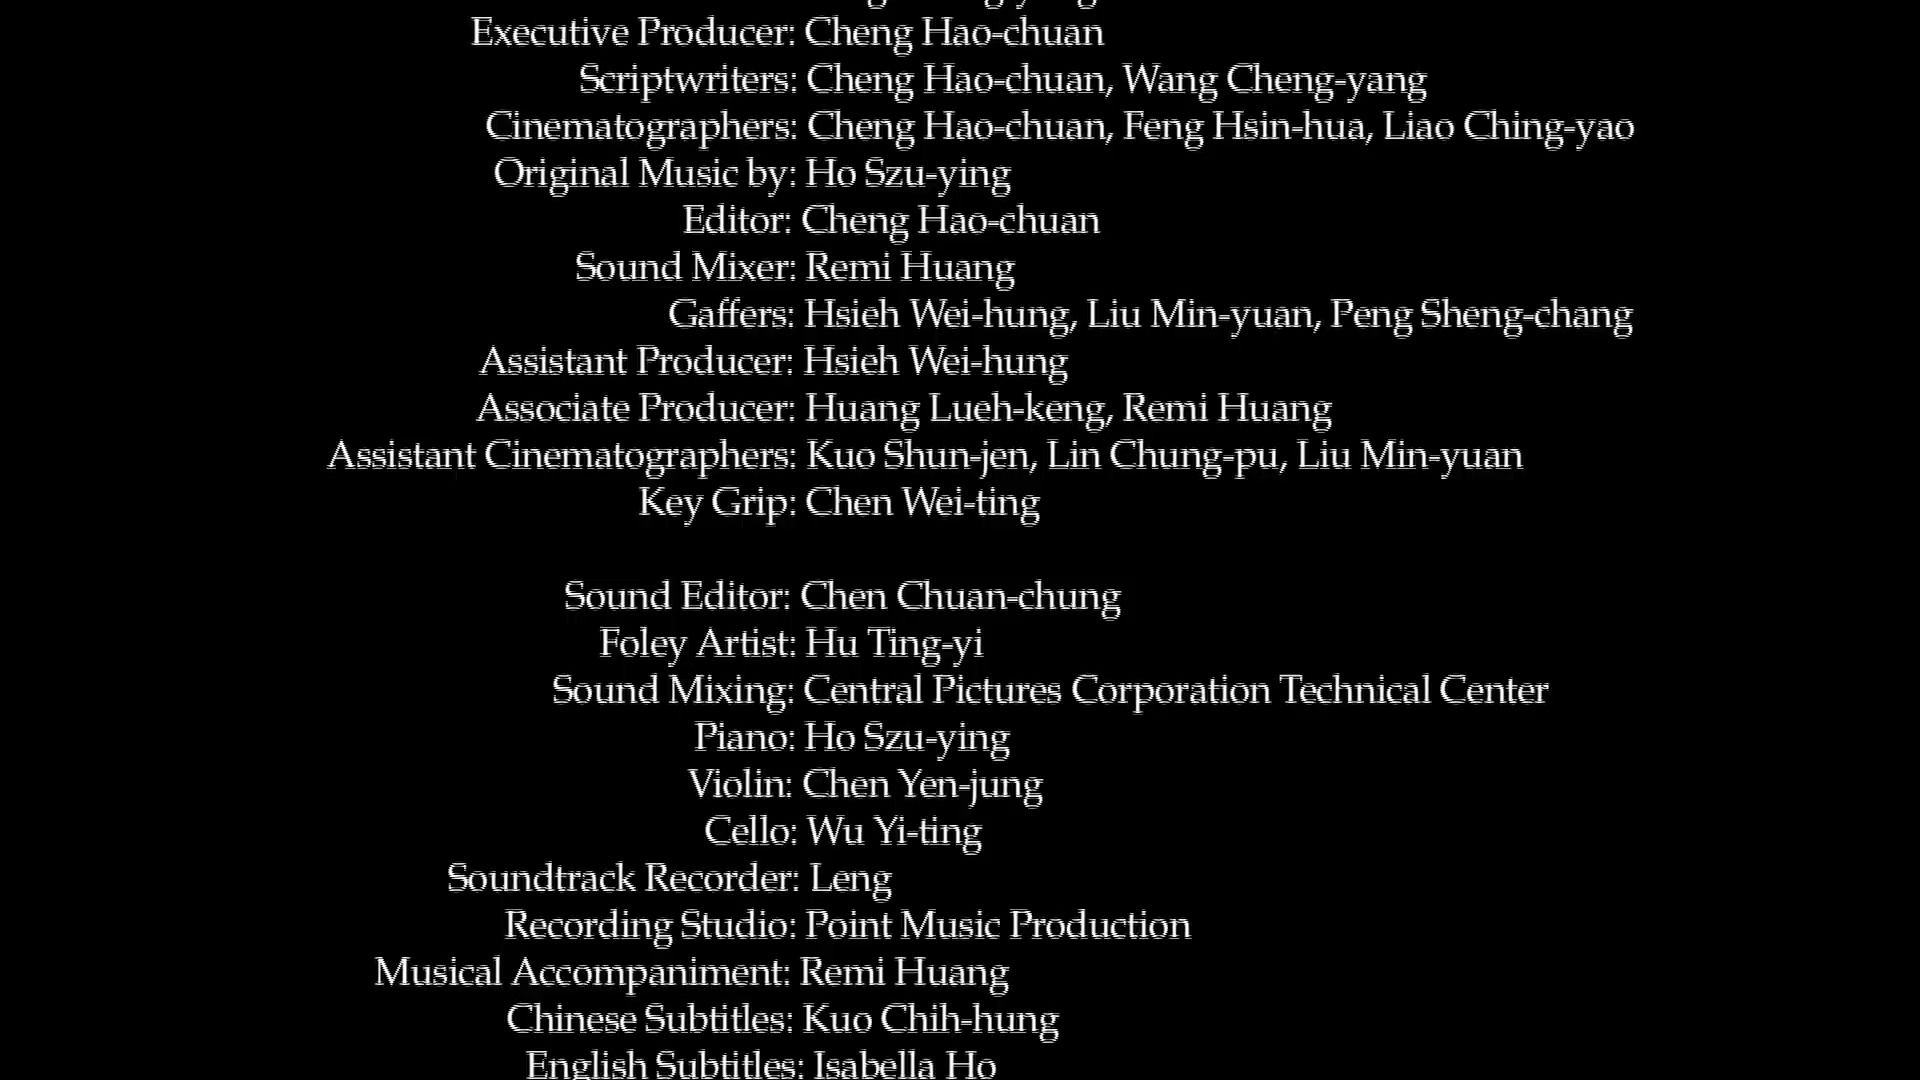 Executive Producer: Cheng Hao-chuan
Scriptwriters: Cheng Hao-chuan, Wang Cheng-yang
Cinematographers: Cheng Hao-chuan, Feng Hsin-hua, Liao Ching-yao
Original Music by: Ho Szu-ying
Editor: Cheng Hao-chuan
Sound Mixer: Remi Huang
Gaffers: Hsieh Wei-hung, Liu Min-yuan, Peng Sheng-chang
Assistant Producer: Hsieh Wei-hung
Associate Producer: Huang Lueh-keng, Remi Huang
Assistant Cinematographers: Kuo Shun-jen, Lin Chung-pu, Liu Min-yuan
Key Grip: Chen Wei-ting
Sound Editor: Chen Chuan-chung
Foley Artist: Hu Ting-yi
Sound Mixing: Central Pictures Corporation Technical Center
Piano: Ho Szu-ying
Violin: Chen Yen-jung
Cello: Wu Yi-ting
Soundtrack Recorder: Leng
Recording Studio: Point Music Production
Musical Accompaniment: Remi Huang
Chinese Subtitles: Kuo Chih-hung
English Subtitles: Isabella Ho